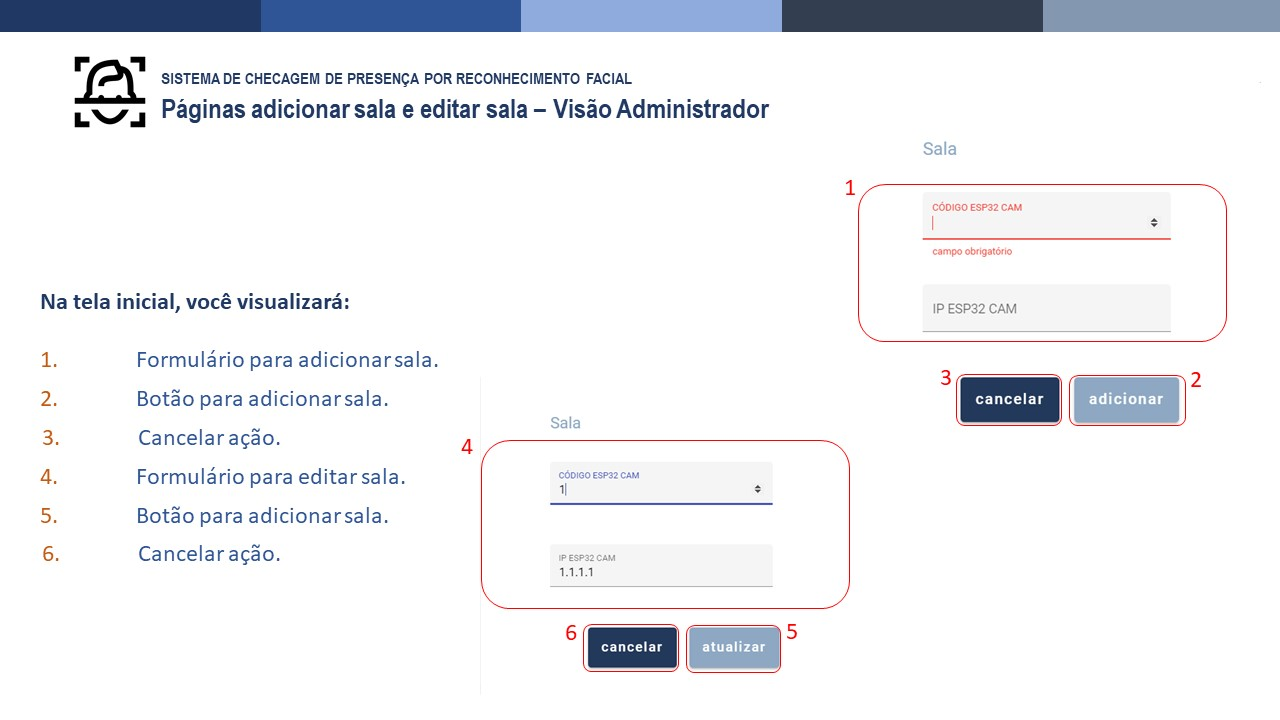 SISTEMA DE CHECAGEM DE PRESENÇA POR RECONHECIMENTO FACIAL
Páginas adicionar sala e editar sala – Visão Administrador
Na tela inicial, você visualizará:
1. Formulário para adicionar sala.
2. Botão para adicionar sala.
3. Cancelar ação.
4. Formulário para editar sala.
5. Botão para adicionar sala.
6. Cancelar ação.
Sala
1
CÓDIGO ESP32 CAM
campo obrigatório
IP ESP32 CAM
3 cancelar adicionar 2
Sala
4
CÓDIGO ESP32 CAM
1
IP ESP32 CAM
1.1.1.1
6 cancelar atualizar 5